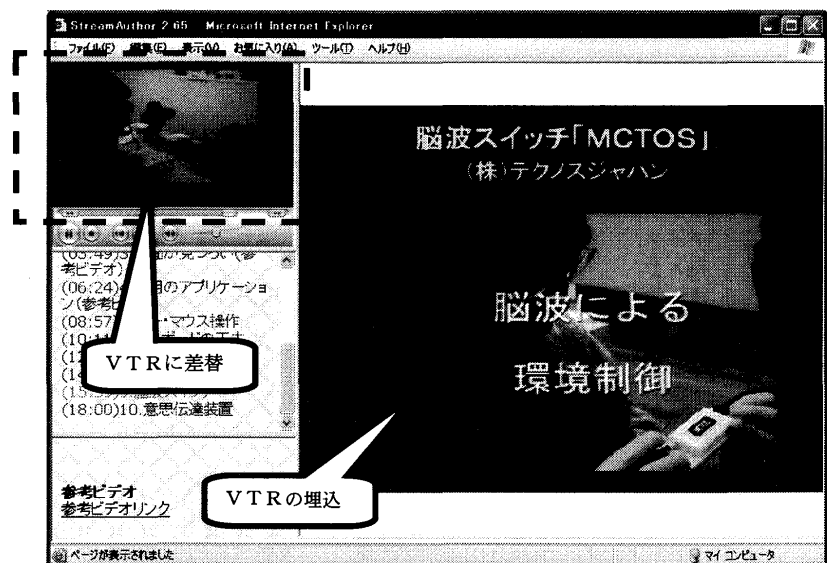 StreamAuthor 2.65 Microsoft Internet Explorer
ファイル(F) 編集(E) 表示(V) お気に入り(A) ツール(T) ヘルプ(H)
脳波スイッチ「MCTOS」
(株)テクノスジャパン
脳波による
環境制御
考ビデオ)
(06:24) 用のアプリケーショ
ン(参考ビ
(08:57 ・マウス操作
(18:00)10.意思伝達装置
VTRに差替
参考ビデオ
参考ビデオリンク
VTRの埋込
ページが表示されました
マイ コンピュータ